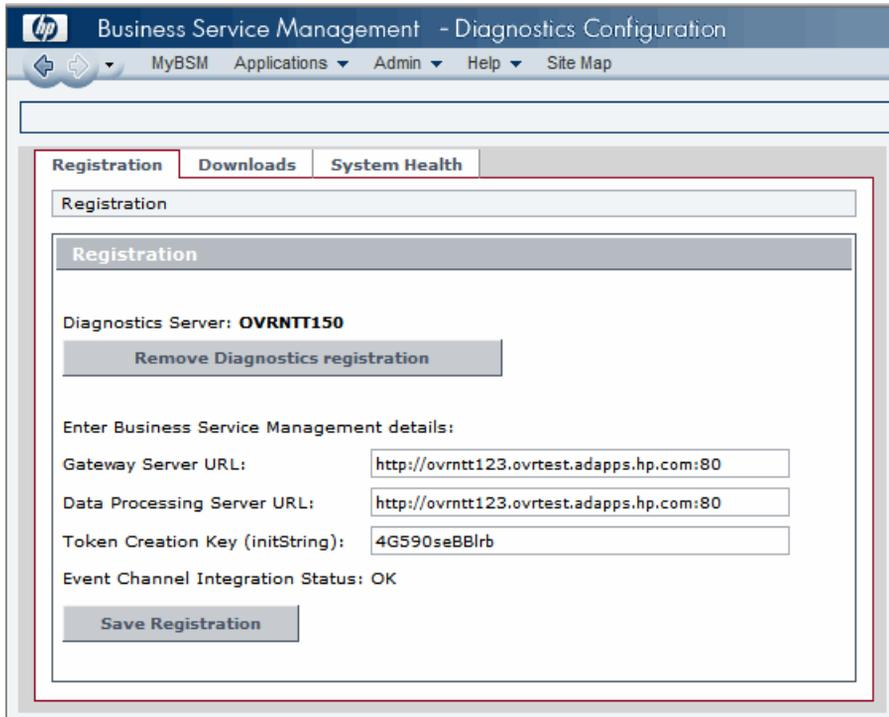 hp Business Service Management - Diagnostics Configuration
MyBSM Applications Admin Help Site Map
Registration Downloads System Health
Registration
Registration
Diagnostics Server: OVRNTT150
Remove Diagnostics registration
Enter Business Service Management details:
Gateway Server URL: http://ovrntt123.ovrtest.adapps.hp.com:80
Data Processing Server URL: http://ovrntt123.ovrtest.adapps.hp.com:80
Token Creation Key (initString): 4G590seBBlrb
Event Channel Integration Status: OK
Save Registration